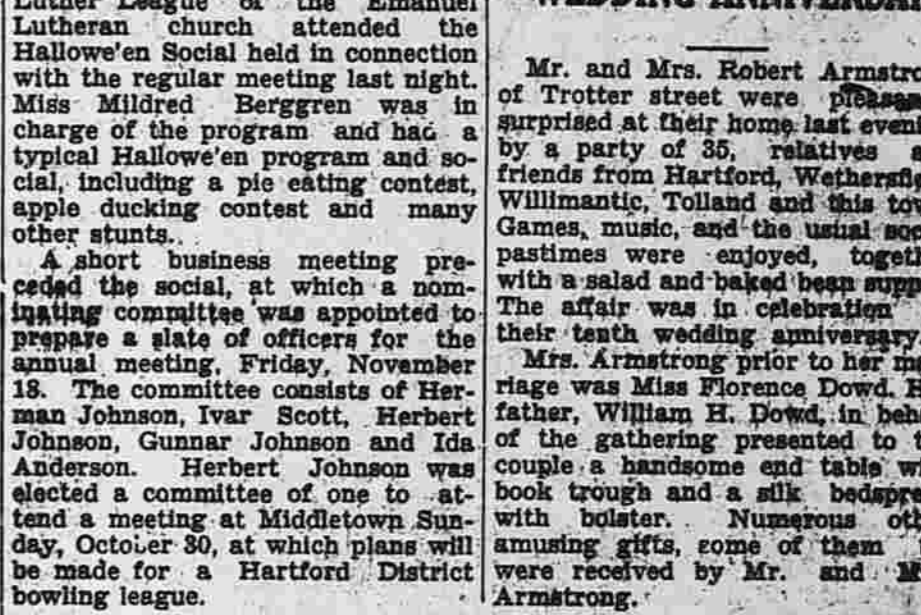 Luther League of the Emanuel
Lutheran church attended the
Hallowe'en Social held in connection
with the regular meeting last night.
Miss Mildred Berggren was in
charge of the program and had a
typical Hallowe'en program and so-
cial, including a pie eating contest,
apple ducking contest and many
other stunts.
A short business meeting pre-
ceded the social, at which a nom-
inating committee was appointed to
prepare a slate of officers for the
annual meeting, Friday, November
18. The committee consists of Her-
man Johnson, Ivar Scott, Herbert
Johnson, Gunnar Johnson and Ida
Anderson. Herbert Johnson was
elected a committee of one to at-
tend a meeting at Middletown Sun-
day, October 30, at which plans will
be made for a Hartford District
bowling league.
WEDDING ANNIVERSAR
Mr. and Mrs. Robert Armstr
of Trotter street were pleasan
surprised at their home last even
by a party of 35, relatives a
friends from Hartford, Wethersfie
Willimantic, Tolland and this tow
Games, music, and the usual soc
pastimes were enjoyed, togeth
with a salad and baked bean supp
The affair was in celebration
their tenth wedding anniversary.
Mrs. Armstrong prior to her ma
riage was Miss Florence Dowd.
father, William H. Dowd, in beh
of the gathering presented to
couple a handsome end table w
book trough and a silk bedspr
with bolster. Numerous oth
amusing gifts, some of them
were received by Mr. and M
Armstrong.